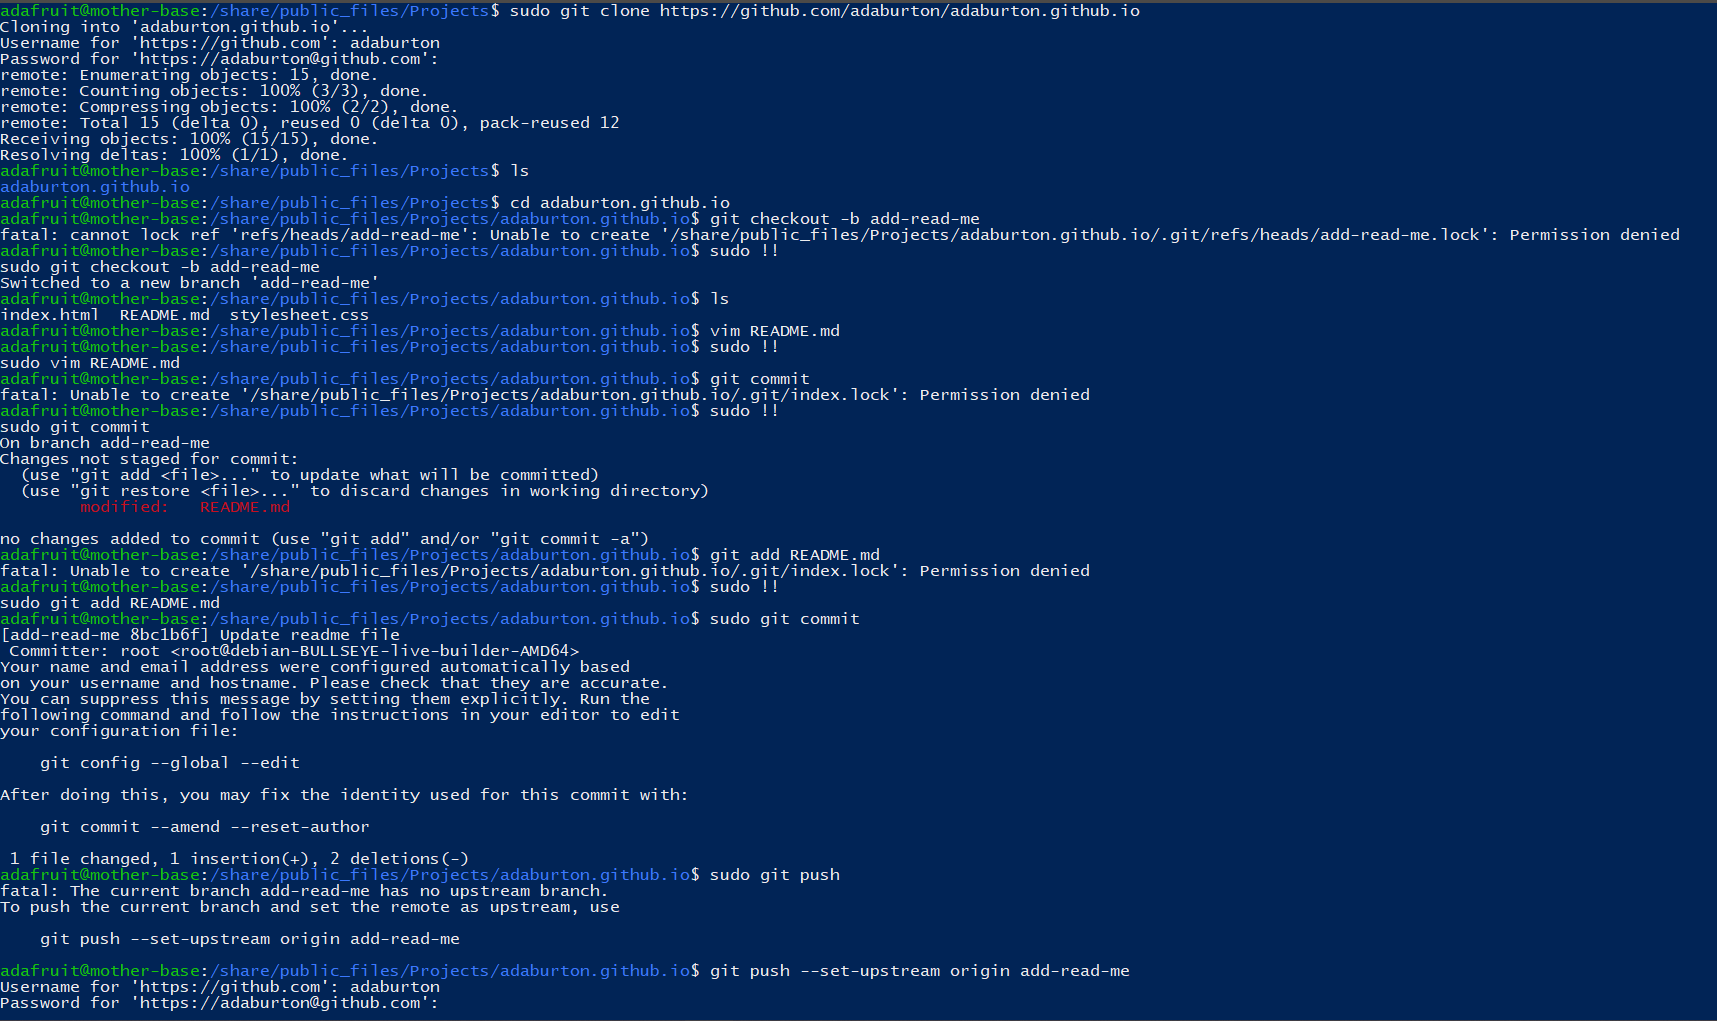 adafruit@mother-base:/share/public_files/Projects$ sudo git clone https://github.com/adaburton/adaburton.github.io
Cloning into 'adaburton.github.io'...
Username for 'https://github.com': adaburton
Password for 'https://adaburton@github.com':
remote: Enumerating objects: 15, done.
remote: Counting objects: 100% (3/3), done.
remote: Compressing objects: 100% (2/2), done.
remote: Total 15 (delta 0), reused 0 (delta 0), pack-reused 12
Receiving objects: 100% (15/15), done.
Resolving deltas: 100% (1/1), done.
adafruit@mother-base:/share/public_files/Projects$ ls
adaburton.github.io
adafruit@mother-base:/share/public_files/Projects$ cd adaburton.github.io
adafruit@mother-base:/share/public_files/Projects/adaburton.github.io$ git checkout -b add-read-me
fatal: cannot lock ref 'refs/heads/add-read-me': Unable to create '/share/public_files/Projects/adaburton.github.io/.git/refs/heads/add-read-me.lock': Permission denied
adafruit@mother-base:/share/public_files/Projects/adaburton.github.io$ sudo !!
sudo git checkout -b add-read-me
Switched to a new branch 'add-read-me'
adafruit@mother-base:/share/public_files/Projects/adaburton.github.io$ ls
index.html  README.md  stylesheet.css
adafruit@mother-base:/share/public_files/Projects/adaburton.github.io$ vim README.md
adafruit@mother-base:/share/public_files/Projects/adaburton.github.io$ sudo !!
sudo vim README.md
adafruit@mother-base:/share/public_files/Projects/adaburton.github.io$ git commit
fatal: Unable to create '/share/public_files/Projects/adaburton.github.io/.git/index.lock': Permission denied
adafruit@mother-base:/share/public_files/Projects/adaburton.github.io$ sudo !!
sudo git commit
On branch add-read-me
Changes not staged for commit:
  (use "git add <file>..." to update what will be committed)
  (use "git restore <file>..." to discard changes in working directory)
        modified:   README.md

no changes added to commit (use "git add" and/or "git commit -a")
adafruit@mother-base:/share/public_files/Projects/adaburton.github.io$ git add README.md
fatal: Unable to create '/share/public_files/Projects/adaburton.github.io/.git/index.lock': Permission denied
adafruit@mother-base:/share/public_files/Projects/adaburton.github.io$ sudo !!
sudo git add README.md
adafruit@mother-base:/share/public_files/Projects/adaburton.github.io$ sudo git commit
[add-read-me 8bc1b6f] Update readme file
 Committer: root <root@debian-BULLSEYE-live-builder-AMD64>
Your name and email address were configured automatically based
on your username and hostname. Please check that they are accurate.
You can suppress this message by setting them explicitly. Run the
following command and follow the instructions in your editor to edit
your configuration file:

    git config --global --edit

After doing this, you may fix the identity used for this commit with:

    git commit --amend --reset-author

 1 file changed, 1 insertion(+), 2 deletions(-)
adafruit@mother-base:/share/public_files/Projects/adaburton.github.io$ sudo git push
fatal: The current branch add-read-me has no upstream branch.
To push the current branch and set the remote as upstream, use

    git push --set-upstream origin add-read-me

adafruit@mother-base:/share/public_files/Projects/adaburton.github.io$ git push --set-upstream origin add-read-me
Username for 'https://github.com': adaburton
Password for 'https://adaburton@github.com':